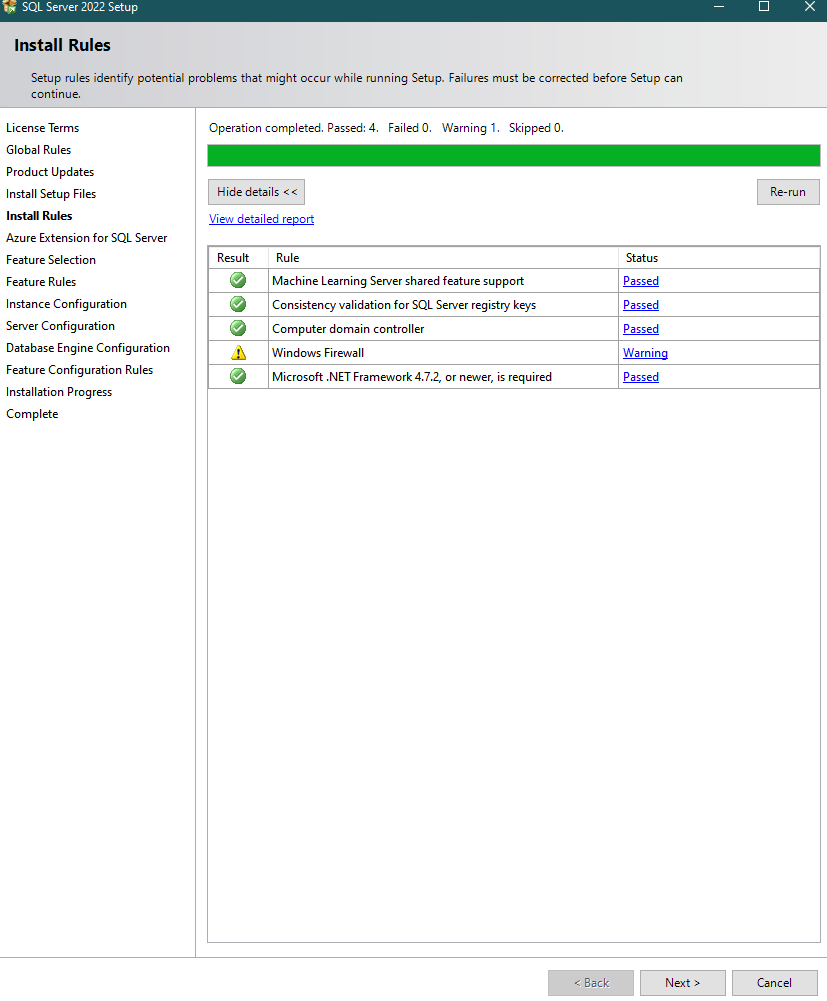 SQL Server 2022 Setup
Install Rules
Setup rules identify potential problems that might occur while running Setup. Failures must be corrected before Setup can
continue.
License Terms
Global Rules
Product Updates
Install Setup Files
Install Rules
Azure Extension for SQL Server
Feature Selection
Feature Rules
Instance Configuration
Server Configuration
Database Engine Configuration
Feature Configuration Rules
Installation Progress
Complete
Operation completed. Passed: 4. Failed 0. Warning 1. Skipped 0.
Hide details << Re-run
View detailed report
Result Rule Status
Machine Learning Server shared feature support Passed
Consistency validation for SQL Server registry keys Passed
Computer domain controller Passed
Windows Firewall Warning
Microsoft .NET Framework 4.7.2, or newer, is required Passed
< Back Next > Cancel